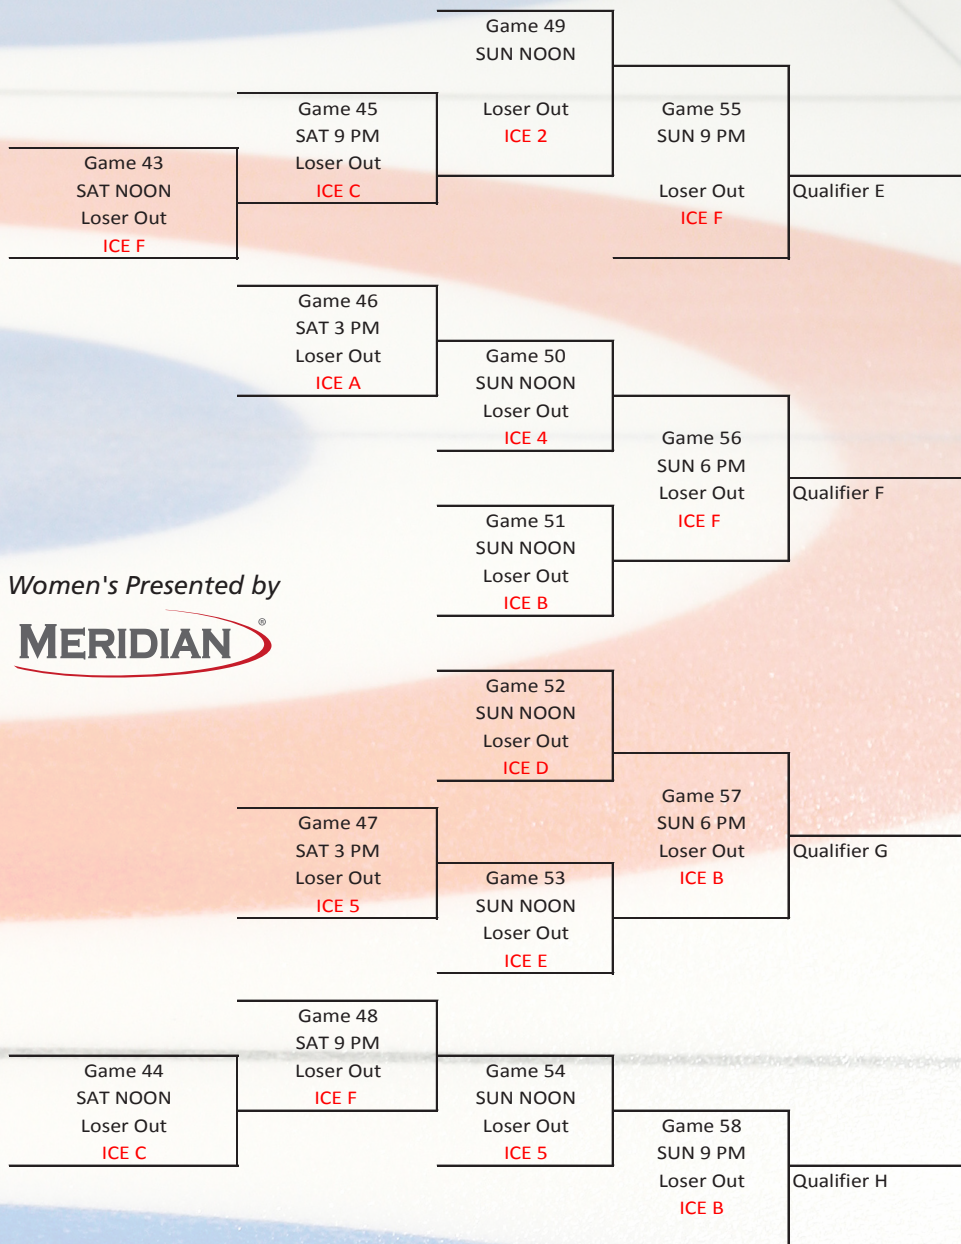 Game 49
SUN NOON
Loser Out
ICE 2
Game 45
SAT 9 PM
Loser Out
ICE C
Game 55
SUN 9 PM
Loser Out
ICE F
Qualifier E
Game 43
SAT NOON
Loser Out
ICE F
Game 46
SAT 3 PM
Loser Out
ICE A
Game 50
SUN NOON
Loser Out
ICE 4
Game 56
SUN 6 PM
Loser Out
ICE F
Qualifier F
Game 51
SUN NOON
Loser Out
ICE B
Women's Presented by
MERIDIAN®
Game 52
SUN NOON
Loser Out
ICE D
Game 57
SUN 6 PM
Loser Out
ICE B
Qualifier G
Game 47
SAT 3 PM
Loser Out
ICE 5
Game 53
SUN NOON
Loser Out
ICE E
Game 48
SAT 9 PM
Loser Out
ICE F
Game 44
SAT NOON
Loser Out
ICE C
Game 54
SUN NOON
Loser Out
ICE 5
Game 58
SUN 9 PM
Loser Out
ICE B
Qualifier H